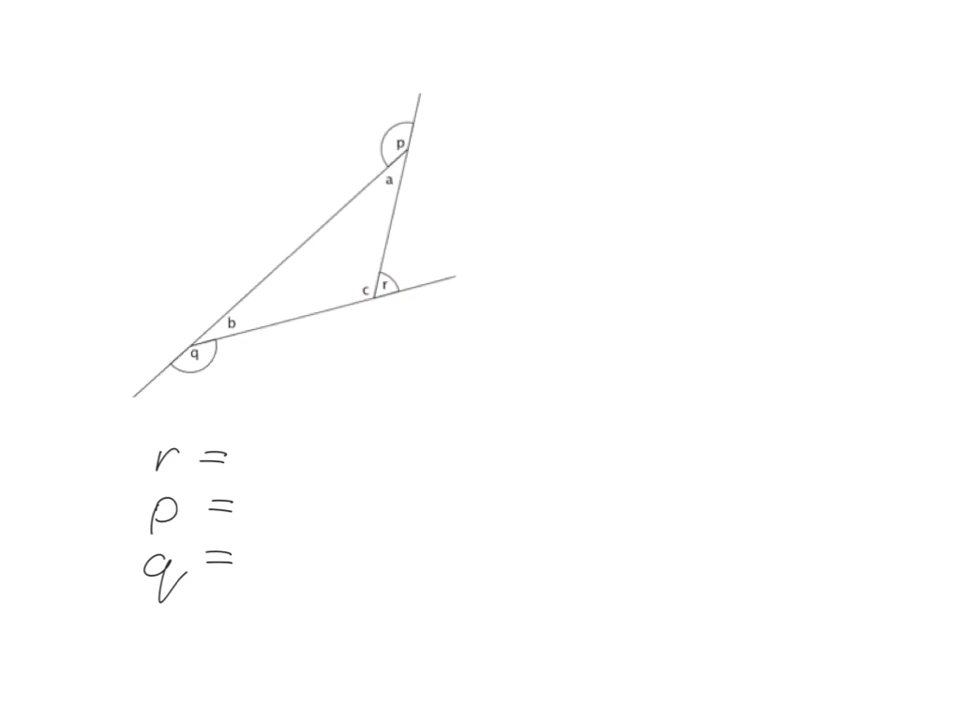 p
a
c r
b
q
r =
p =
q =